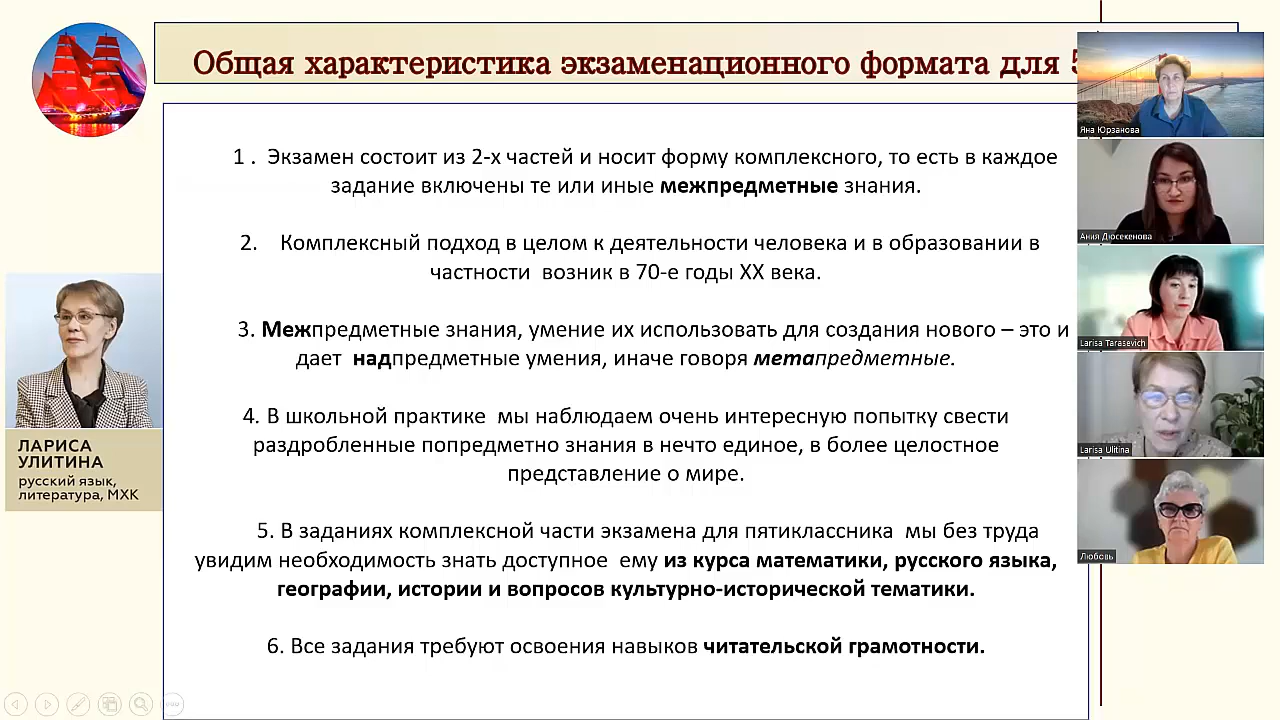 Общая характеристика экзаменационного формата для 5
1 . Экзамен состоит из 2-х частей и носит форму комплексного, то есть в каждое
задание включены те или иные межпредметные знания.
2. Комплексный подход в целом к деятельности человека и в образовании в
частности возник в 70-е годы XX века.
3. Межпредметные знания, умение их использовать для создания нового – это и
дает надпредметные умения, иначе говоря метапредметные.
4. В школьной практике мы наблюдаем очень интересную попытку свести
раздробленные попредметно знания в нечто единое, в более целостное
представление о мире.
5. В заданиях комплексной части экзамена для пятиклассника мы без труда
увидим необходимость знать доступное ему из курса математики, русского языка,
географии, истории и вопросов культурно-исторической тематики.
6. Все задания требуют освоения навыков читательской грамотности.
ЛАРИСА
УЛИТИНА
русский язык,
литература, МХК
Яна Юрзанова
Ания Дюсекенова
Larisa Tarasevich
Larisa Ulitina
Любовь